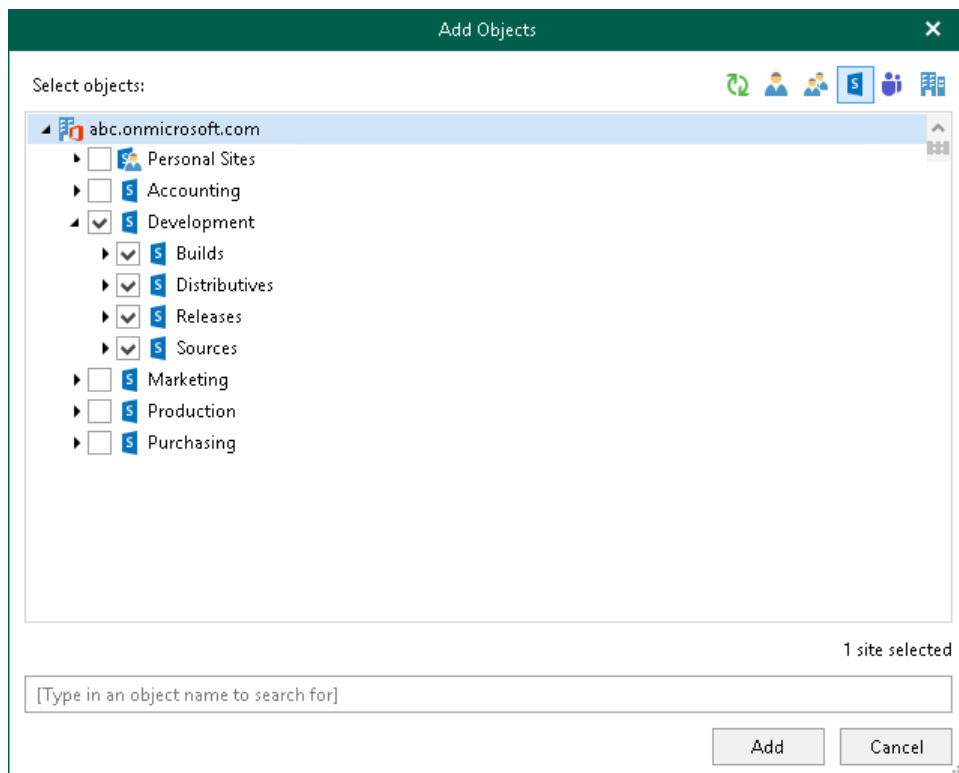 Add Objects
Select objects:
abc.onmicrosoft.com
Personal Sites
Accounting
Development
Builds
Distributives
Releases
Sources
Marketing
Production
Purchasing
1 site selected
[Type in an object name to search for]
Add Cancel